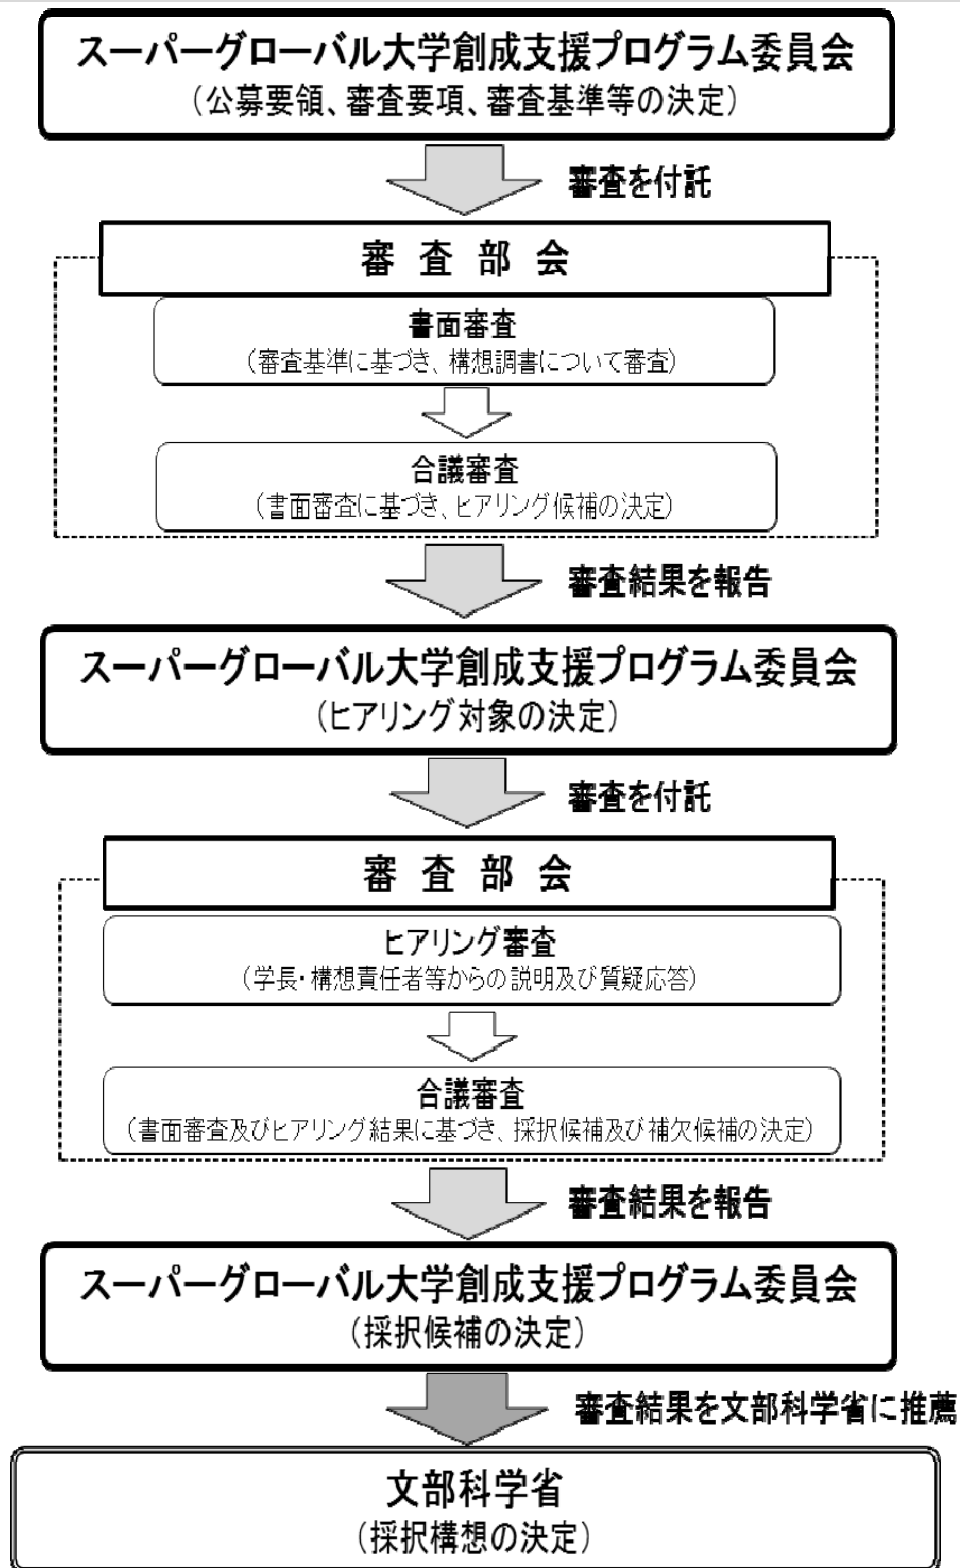 スーパーグローバル大学創成支援プログラム委員会
（公募要領、審査要項、審査基準等の決定）
審査を付託
審 査 部 会
書面審査
（審査基準に基づき、構想調書について審査）
合議審査
（書面審査に基づき、ヒアリング候補の決定）
審査結果を報告
スーパーグローバル大学創成支援プログラム委員会
（ヒアリング対象の決定）
審査を付託
審 査 部 会
ヒアリング審査
（学長・構想責任者等からの説明及び質疑応答）
合議審査
（書面審査及びヒアリング結果に基づき、採択候補及び補欠候補の決定）
審査結果を報告
スーパーグローバル大学創成支援プログラム委員会
（採択候補の決定）
審査結果を文部科学省に推薦
文部科学省
（採択構想の決定）